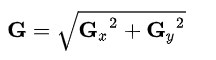 G = √(Gₓ² + Gᵧ²)